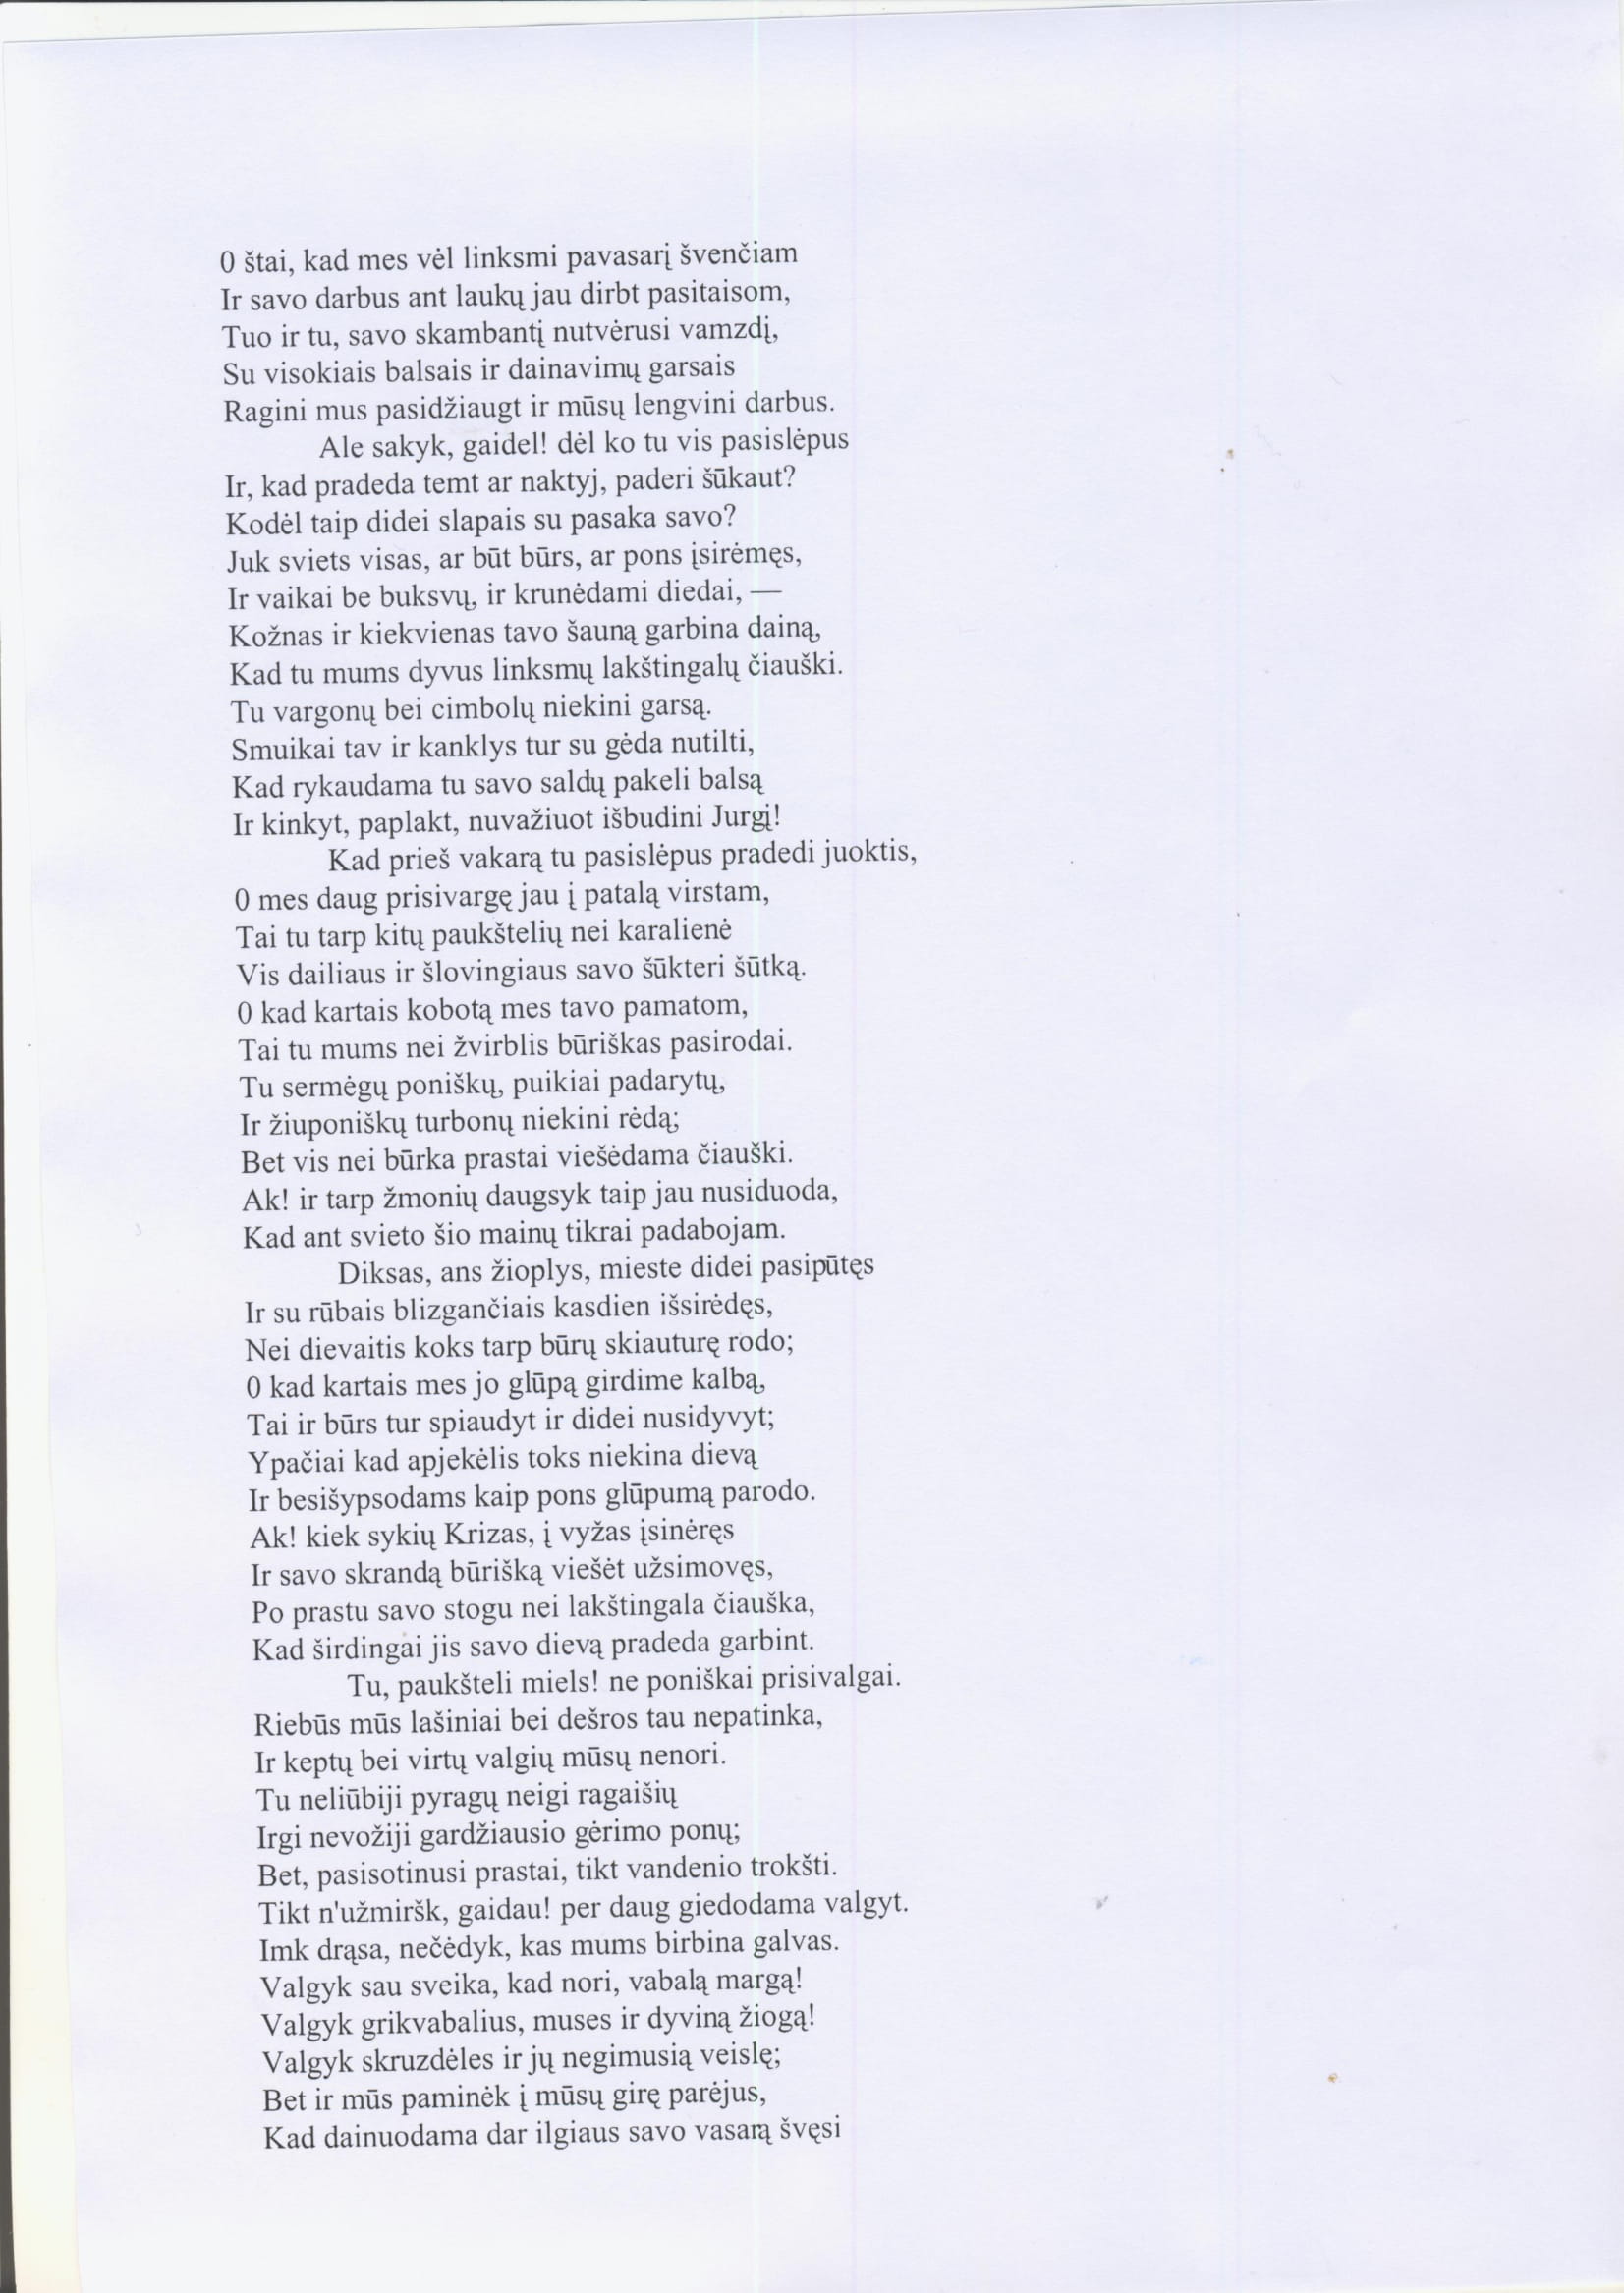 0 štai, kad mes vėl linksmi pavasarį švenčiam
Ir savo darbus ant laukų jau dirbt pasitaisom,
Tuo ir tu, savo skambantį nutvėrusi vamzdį,
Su visokiais balsais ir dainavimų garsais
Ragini mus pasidžiaugt ir mūsų lengvini darbus.
Ale sakyk, gaidel! dėl ko tu vis pasislėpus
Ir, kad pradeda temt ar naktyj, paderi šūkaut?
Kodėl taip didei slapais su pasaka savo?
Juk sviets visas, ar būt būrs, ar pons įsirėmęs,
Ir vaikai be buksvų, ir krunėdami diedai, —
Kožnas ir kiekvienas tavo šauną garbina dainą,
Kad tu mums dyvus linksmų lakštingalų čiauški.
Tu vargonų bei cimbolų niekini garsą.
Smuikai tav ir kanklys tur su gėda nutilti,
Kad rykaudama tu savo saldų pakeli balsą
Ir kinkyt, paplakt, nuvažiuot išbudini Jurgį!
Kad prieš vakarą tu pasislėpus pradedi juoktis,
0 mes daug prisivargę jau į patalą virstam,
Tai tu tarp kitų paukštelių nei karalienė
Vis dailiaus ir šlovingiaus savo šūkteri šūtką.
0 kad kartais kobotą mes tavo pamatom,
Tai tu mums nei žvirblis būriškas pasirodai.
Tu sermėgų poniškų, puikiai padarytų,
Ir žiuponiškų turbonų niekini rėdą;
Bet vis nei būrka prastai viešėdama čiauški.
Ak! ir tarp žmonių daugsyk taip jau nusiduoda,
Kad ant svieto šio mainų tikrai padabojam.
Diksas, ans žioplys, mieste didei pasipūtęs
Ir su rūbais blizgančiais kasdien išsirėdęs,
Nei dievaitis koks tarp būrų skiauturę rodo;
0 kad kartais mes jo glūpą girdime kalbą,
Tai ir būrs tur spiaudyt ir didei nusidyvyt;
Ypačiai kad apjekėlis toks niekina dievą
Ir besišypsodams kaip pons glūpumą parodo.
Ak! kiek sykių Krizas, į vyžas įsinėręs
Ir savo skrandą būrišką viešėt užsimovęs,
Po prastu savo stogu nei lakštingala čiauška,
Kad širdingai jis savo dievą pradeda garbint.
Tu, paukšteli miels! ne poniškai prisivalgai.
Riebūs mūs lašiniai bei dešros tau nepatinka,
Ir keptų bei virtų valgių mūsų nenori.
Tu neliūbiji pyragų neigi ragaišių
Irgi nevožiji gardžiausio gėrimo ponų;
Bet, pasisotinusi prastai, tikt vandenio trokšti.
Tikt n'užmiršk, gaidau! per daug giedodama valgyt.
Imk drąsa, nečėdyk, kas mums birbina galvas.
Valgyk sau sveika, kad nori, vabalą margą!
Valgyk grikvabalius, muses ir dyviną žiogą!
Valgyk skruzdėles ir jų negimusią veislę;
Bet ir mūs paminėk į mūsų girę parėjus,
Kad dainuodama dar ilgiaus savo vasarą švęsi